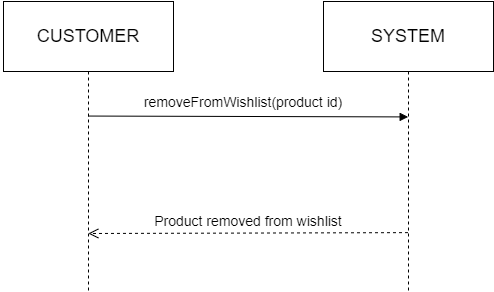 CUSTOMER
SYSTEM
removeFromWishlist(product id)
Product removed from wishlist